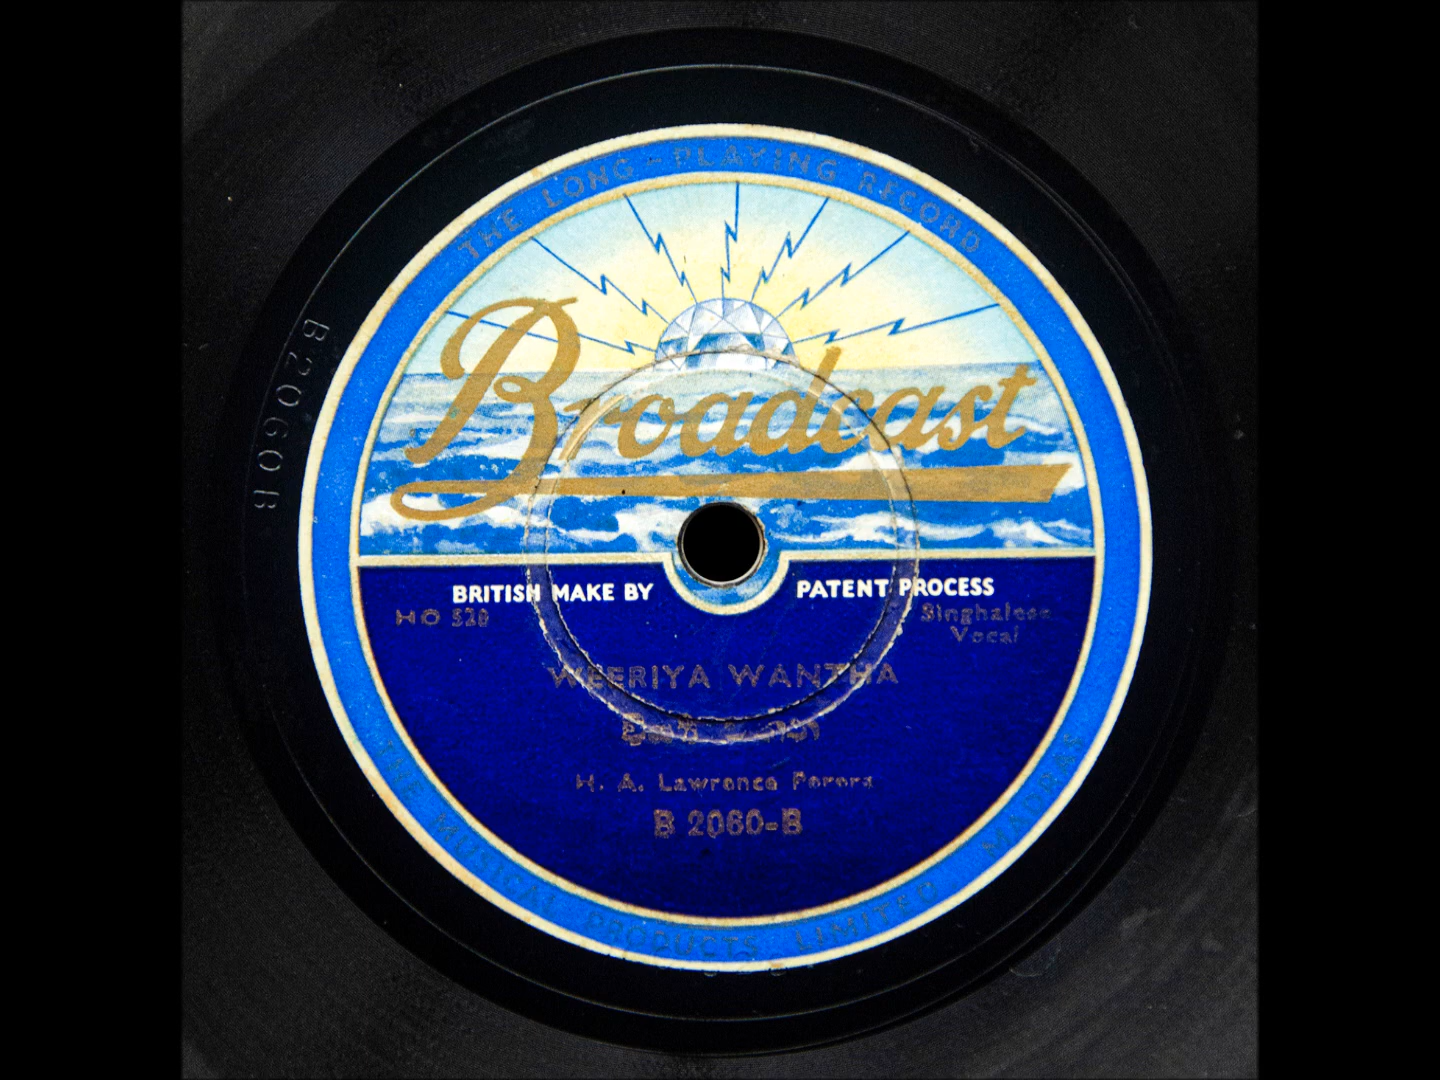 THE LONG-PLAYING RECORD
Broadcast
BRITISH MAKE BY PATENT PROCESS
HO 528
Singhalese
Vocal
WEERIYA WANTHA
H. A. Lawrence Perera
B 2060-B
THE MUSICAL PRODUCTS LIMITED MADRAS
B2060B